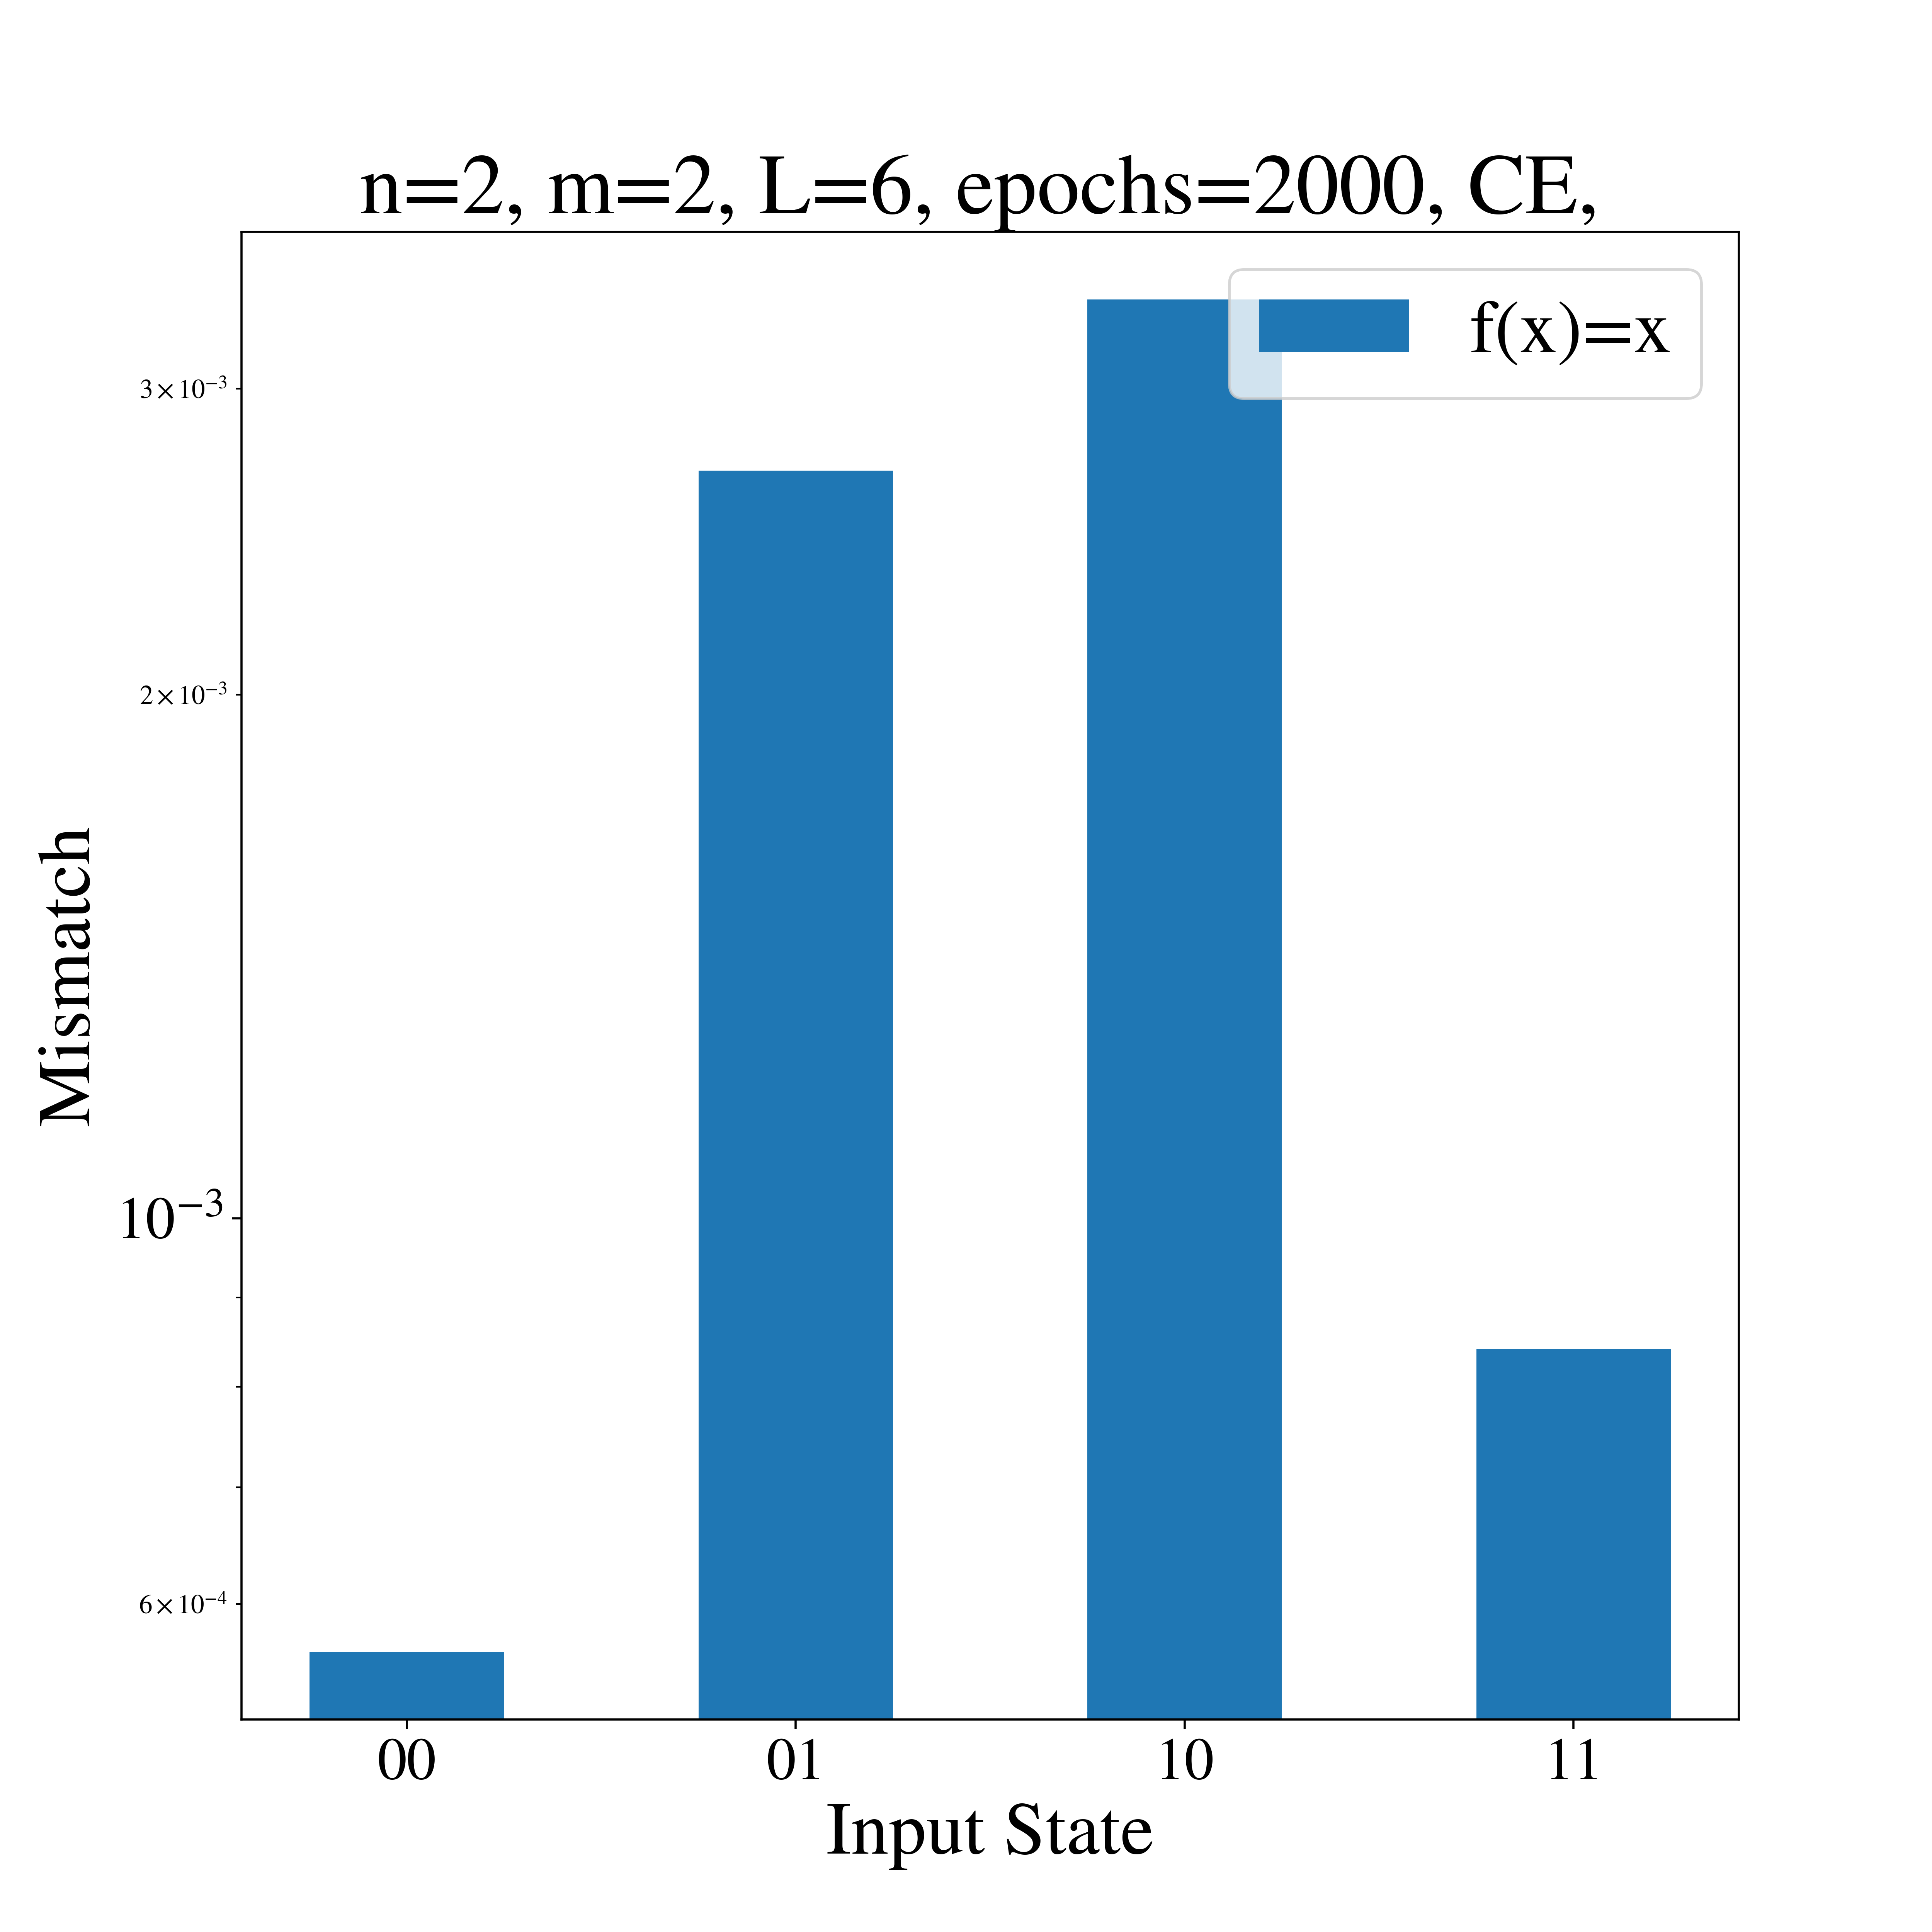 n=2, m=2, L=6, epochs=2000, CE,
f(x)=x
3×10⁻³
2×10⁻³
Mismatch
10⁻³
6×10⁻⁴
00 01 10 11
Input State